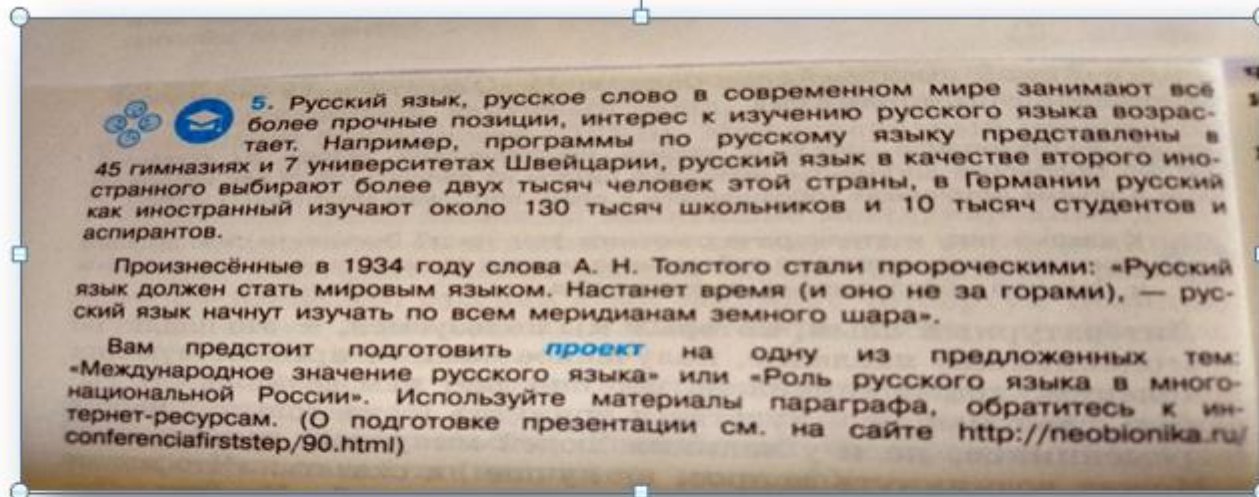 5. Русский язык, русское слово в современном мире занимают всё
более прочные позиции, интерес к изучению русского языка возрас-
тает. Например, программы по русскому языку представлены в
45 гимназиях и 7 университетах Швейцарии, русский язык в качестве второго ино-
странного выбирают более двух тысяч человек этой страны, в Германии русский
как иностранный изучают около 130 тысяч школьников и 10 тысяч студентов и
аспирантов.
Произнесённые в 1934 году слова А. Н. Толстого стали пророческими: «Русский
язык должен стать мировым языком. Настанет время (и оно не за горами), — рус-
ский язык начнут изучать по всем меридианам земного шара».
Вам предстоит подготовить проект на одну из предложенных тем:
«Международное значение русского языка» или «Роль русского языка в много-
национальной России». Используйте материалы параграфа, обратитесь к ин-
тернет-ресурсам. (О подготовке презентации см. на сайте http://neobionika.ru/
conferenciafirststep/90.html)